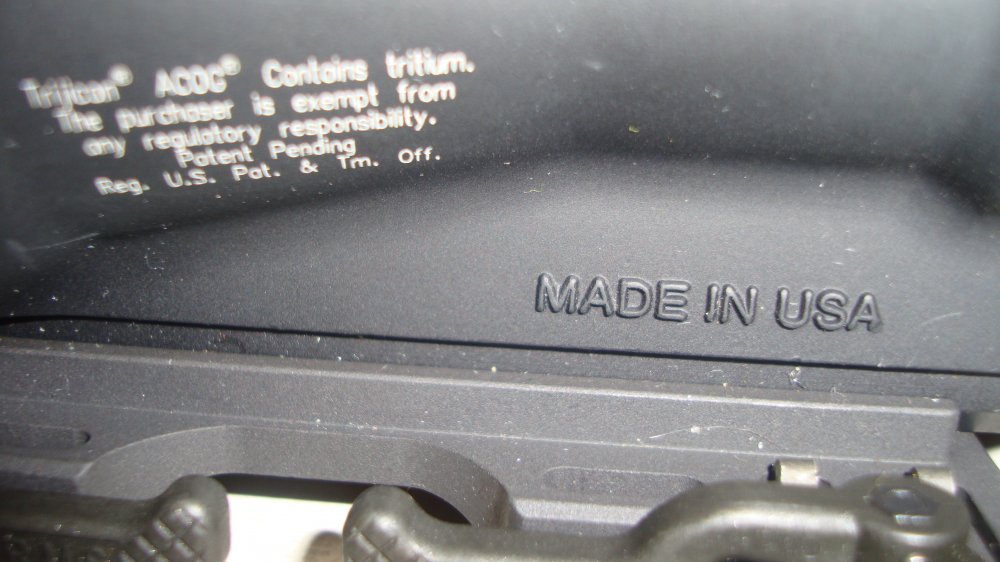 Trijicon® ACOG® Contains tritium.
The purchaser is exempt from
any regulatory responsibility.
Patent Pending
Reg. U.S. Pat. & Tm. Off.
MADE IN USA